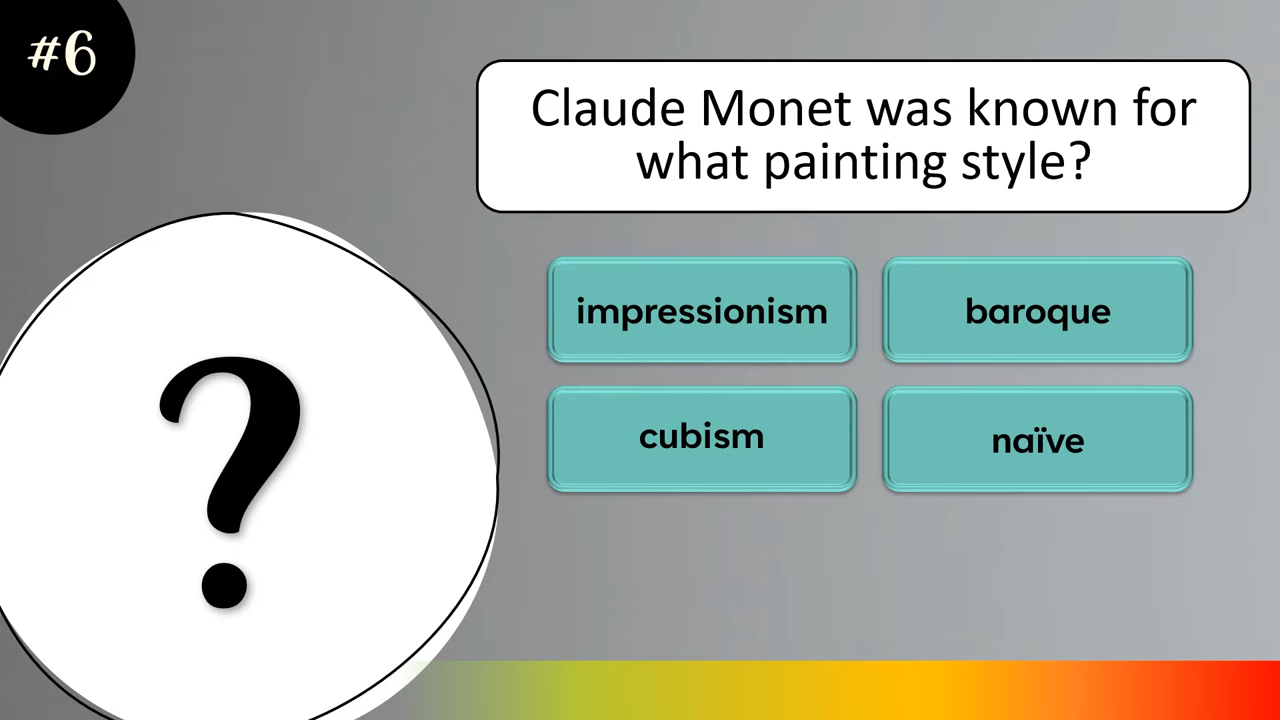 #6
Claude Monet was known for
what painting style?
impressionism
baroque
cubism
naïve
?